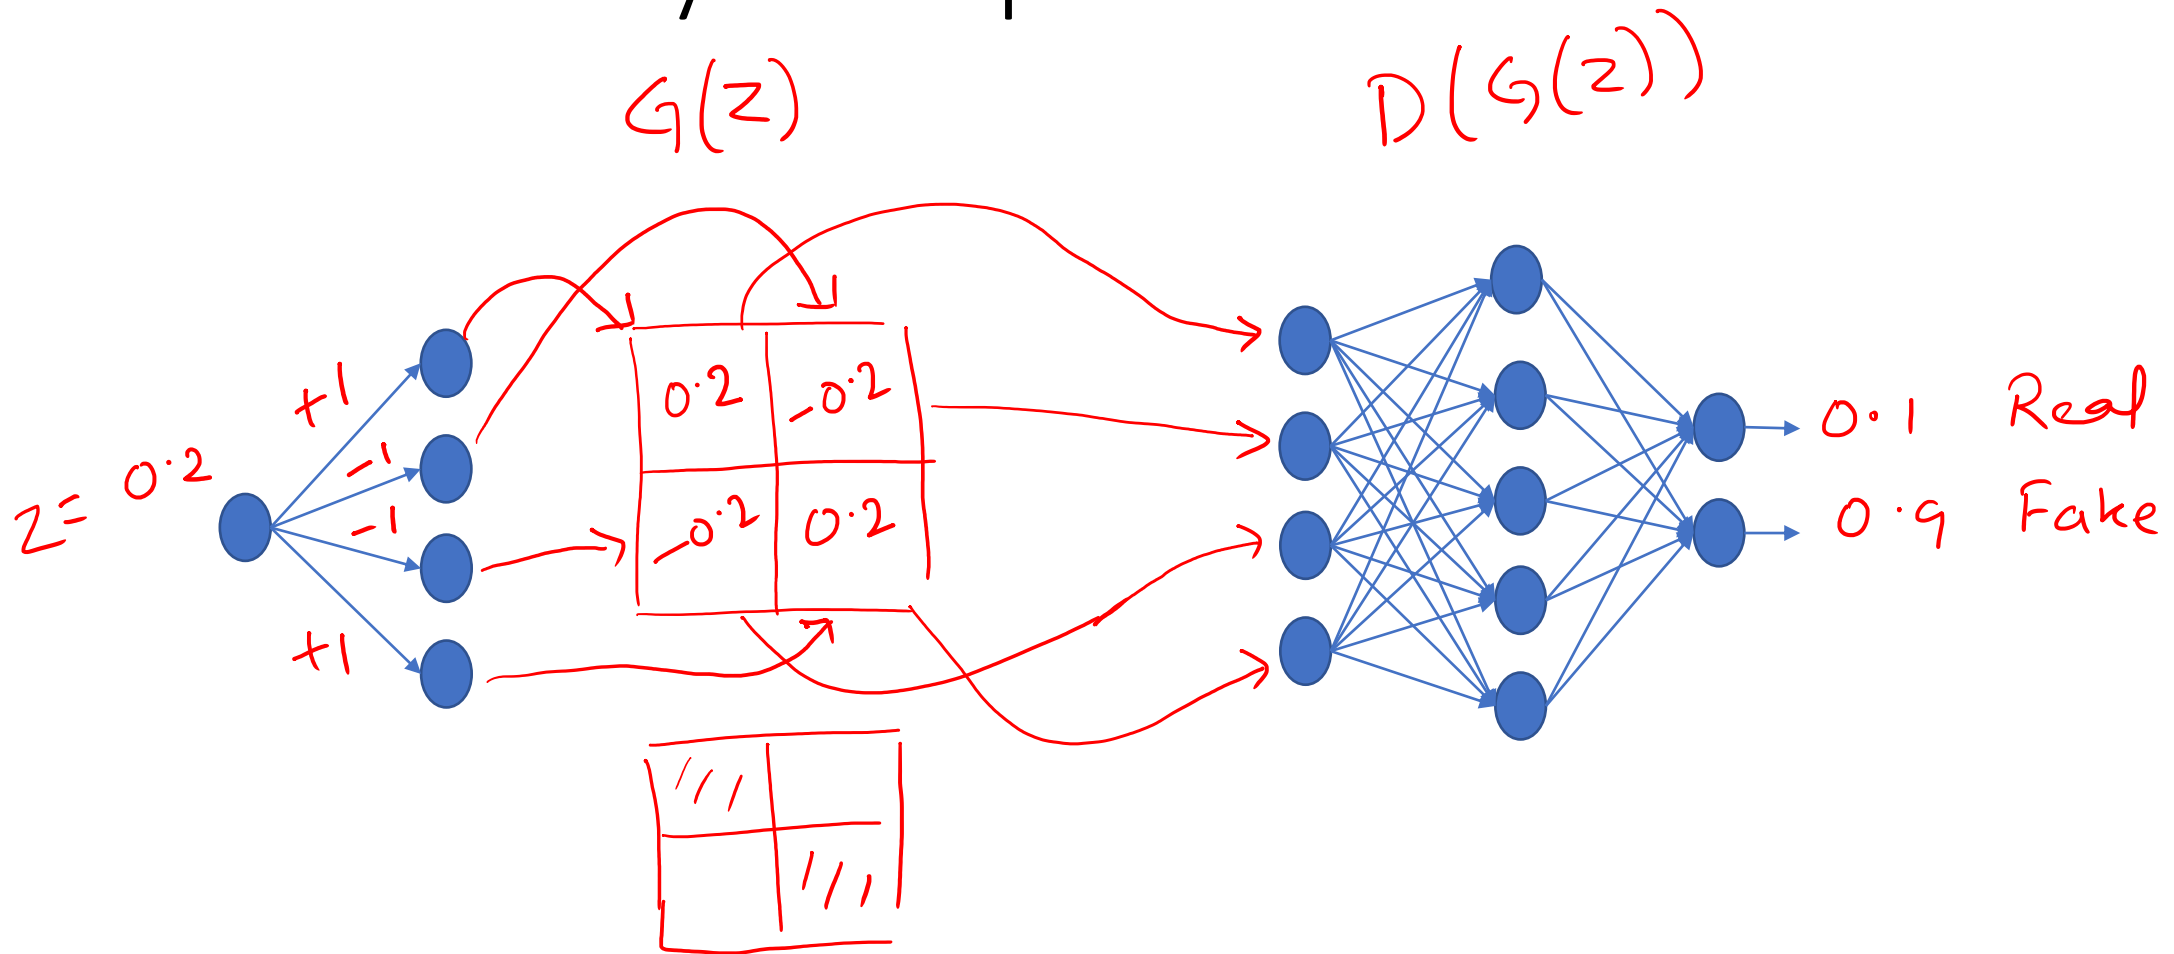 G(Z)
D(G(Z))
+1
-1
-1
+1
Z = 0.2
0.2 -0.2
-0.2 0.2
0.1 Real
0.9 Fake